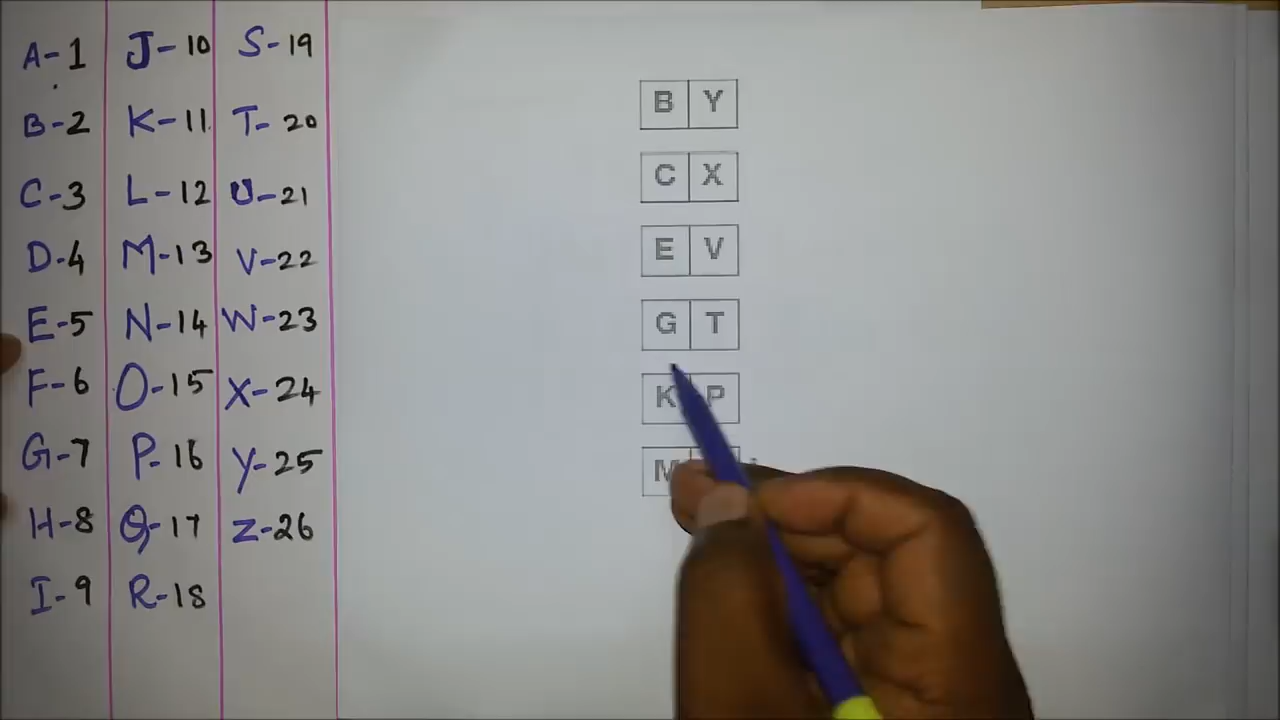 A-1 J-10 S-19
B-2 K-11 T-20
C-3 L-12 U-21
D-4 M-13 V-22
E-5 N-14 W-23
F-6 O-15 X-24
G-7 P-16 Y-25
H-8 Q-17 Z-26
I-9 R-18
B Y
C X
E V
G T
K P
M